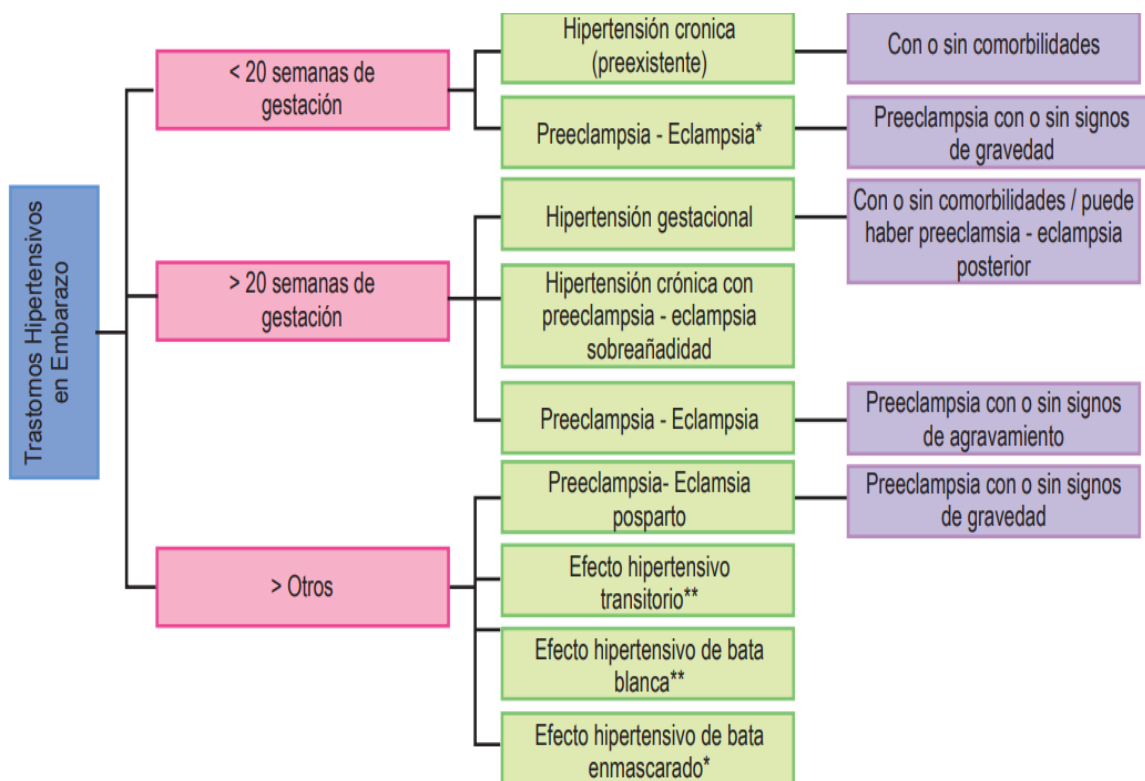 Trastornos Hipertensivos
en Embarazo
< 20 semanas de
gestación
Hipertensión cronica
(preexistente)
Con o sin comorbilidades
Preeclampsia - Eclampsia*
Preeclampsia con o sin signos
de gravedad
> 20 semanas de
gestación
Hipertensión gestacional
Con o sin comorbilidades / puede
haber preeclamsia - eclampsia
posterior
Hipertensión crónica con
preeclampsia - eclampsia
sobreañadidad
Preeclampsia - Eclampsia
Preeclampsia con o sin signos
de agravamiento
> Otros
Preeclampsia- Eclamsia
posparto
Preeclampsia con o sin signos
de gravedad
Efecto hipertensivo
transitorio**
Efecto hipertensivo de bata
blanca**
Efecto hipertensivo de bata
enmascarado*